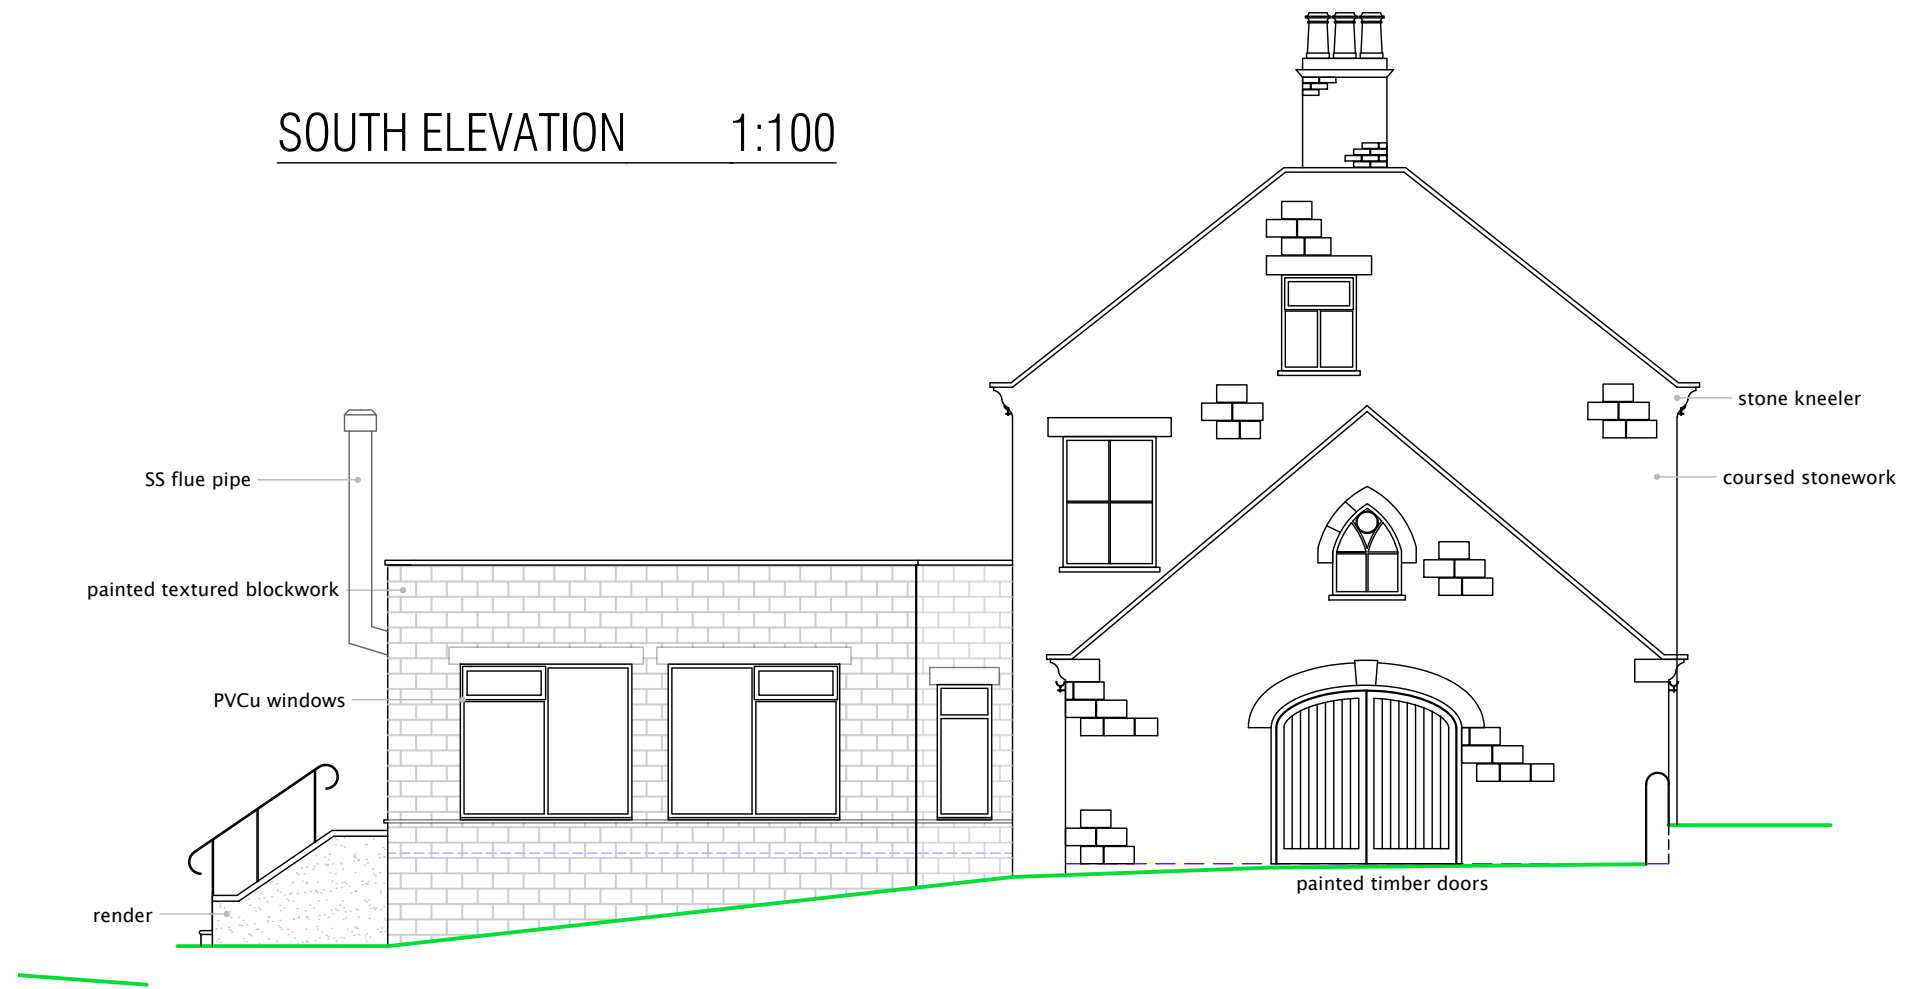 SOUTH ELEVATION 1:100
stone kneeler
SS flue pipe
coursed stonework
painted textured blockwork
PVCu windows
painted timber doors
render